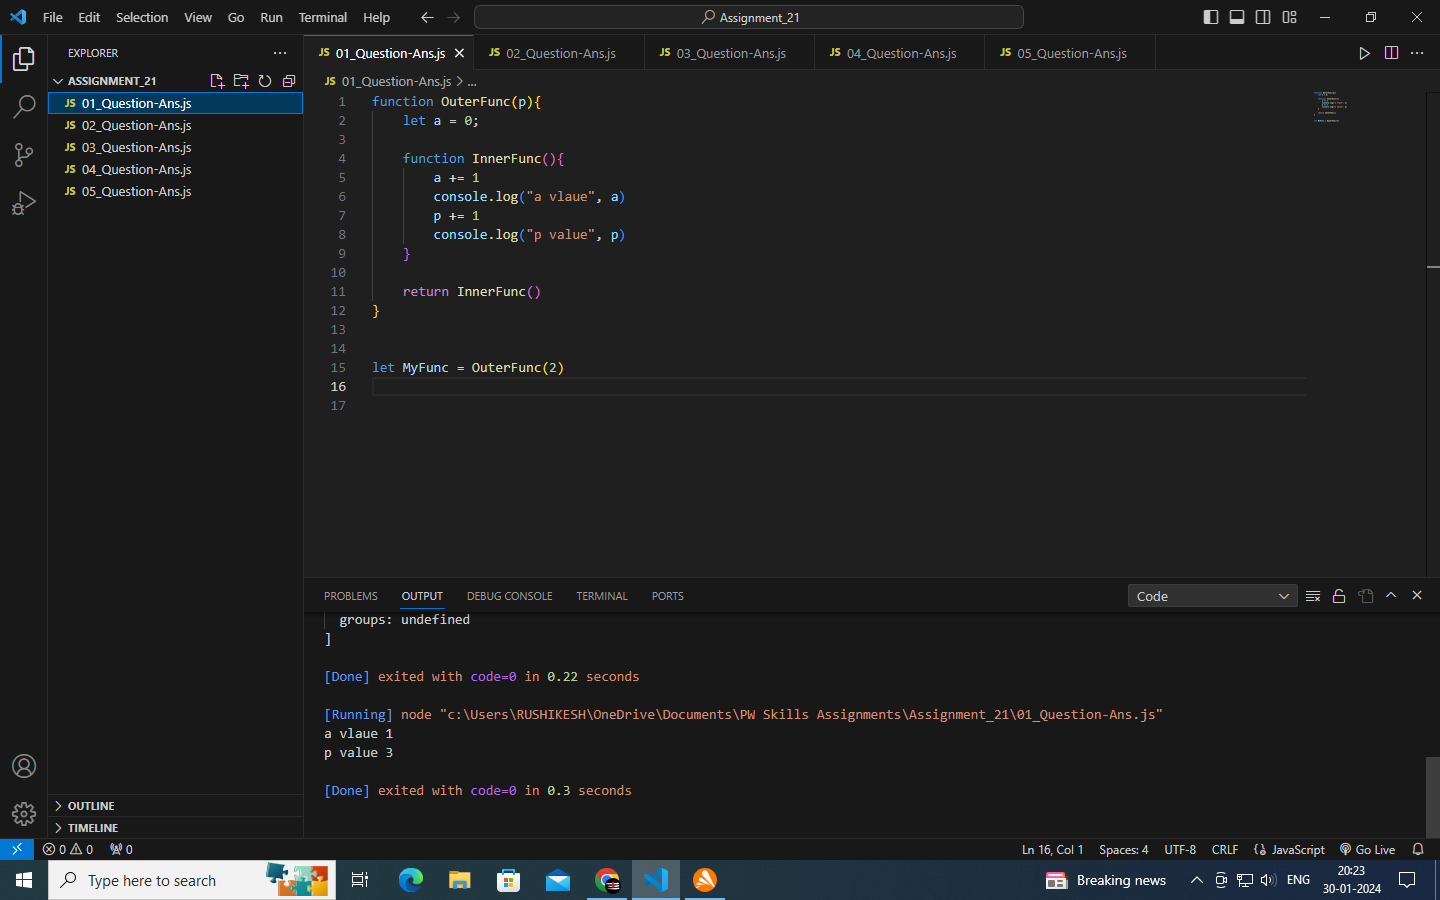 File Edit Selection View Go Run Terminal Help
Assignment_21
EXPLORER
ASSIGNMENT_21
JS 01_Question-Ans.js
JS 02_Question-Ans.js
JS 03_Question-Ans.js
JS 04_Question-Ans.js
JS 05_Question-Ans.js
OUTLINE
TIMELINE
JS 01_Question-Ans.js JS 02_Question-Ans.js JS 03_Question-Ans.js JS 04_Question-Ans.js JS 05_Question-Ans.js
JS 01_Question-Ans.js > ...
1 function OuterFunc(p){
2     let a = 0;
3
4     function InnerFunc(){
5         a += 1
6         console.log("a vlaue", a)
7         p += 1
8         console.log("p value", p)
9     }
10
11     return InnerFunc()
12 }
13
14
15 let MyFunc = OuterFunc(2)
16
17
PROBLEMS OUTPUT DEBUG CONSOLE TERMINAL PORTS Code
groups: undefined
]
[Done] exited with code=0 in 0.22 seconds
[Running] node "c:\Users\RUSHIKESH\OneDrive\Documents\PW Skills Assignments\Assignment_21\01_Question-Ans.js"
a vlaue 1
p value 3
[Done] exited with code=0 in 0.3 seconds
0 0 0 Ln 16, Col 1 Spaces: 4 UTF-8 CRLF JavaScript Go Live
Type here to search Breaking news ENG 20:23
30-01-2024